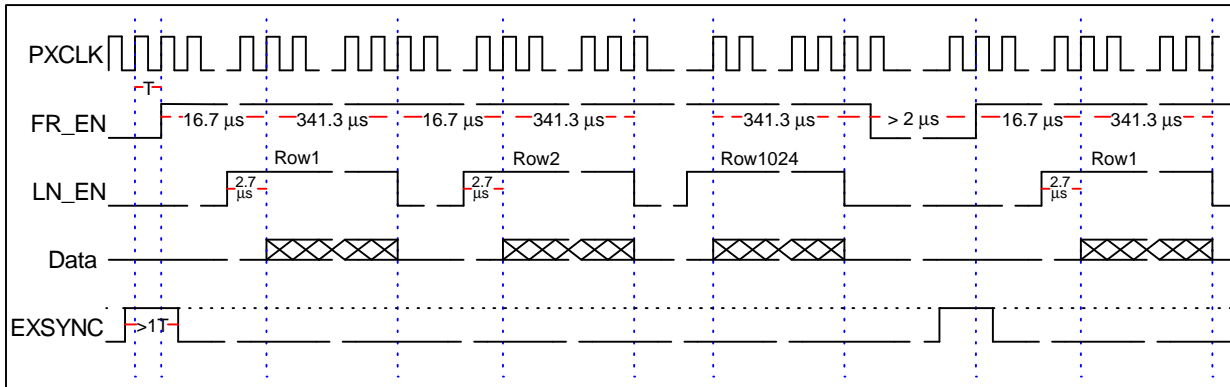 PXCLK
T
FR_EN
16.7 µs 341.3 µs 16.7 µs 341.3 µs 341.3 µs > 2 µs 16.7 µs 341.3 µs
Row1 Row2 Row1024 Row1
LN_EN
2.7 µs 2.7 µs 2.7 µs
Data
EXSYNC
>1T